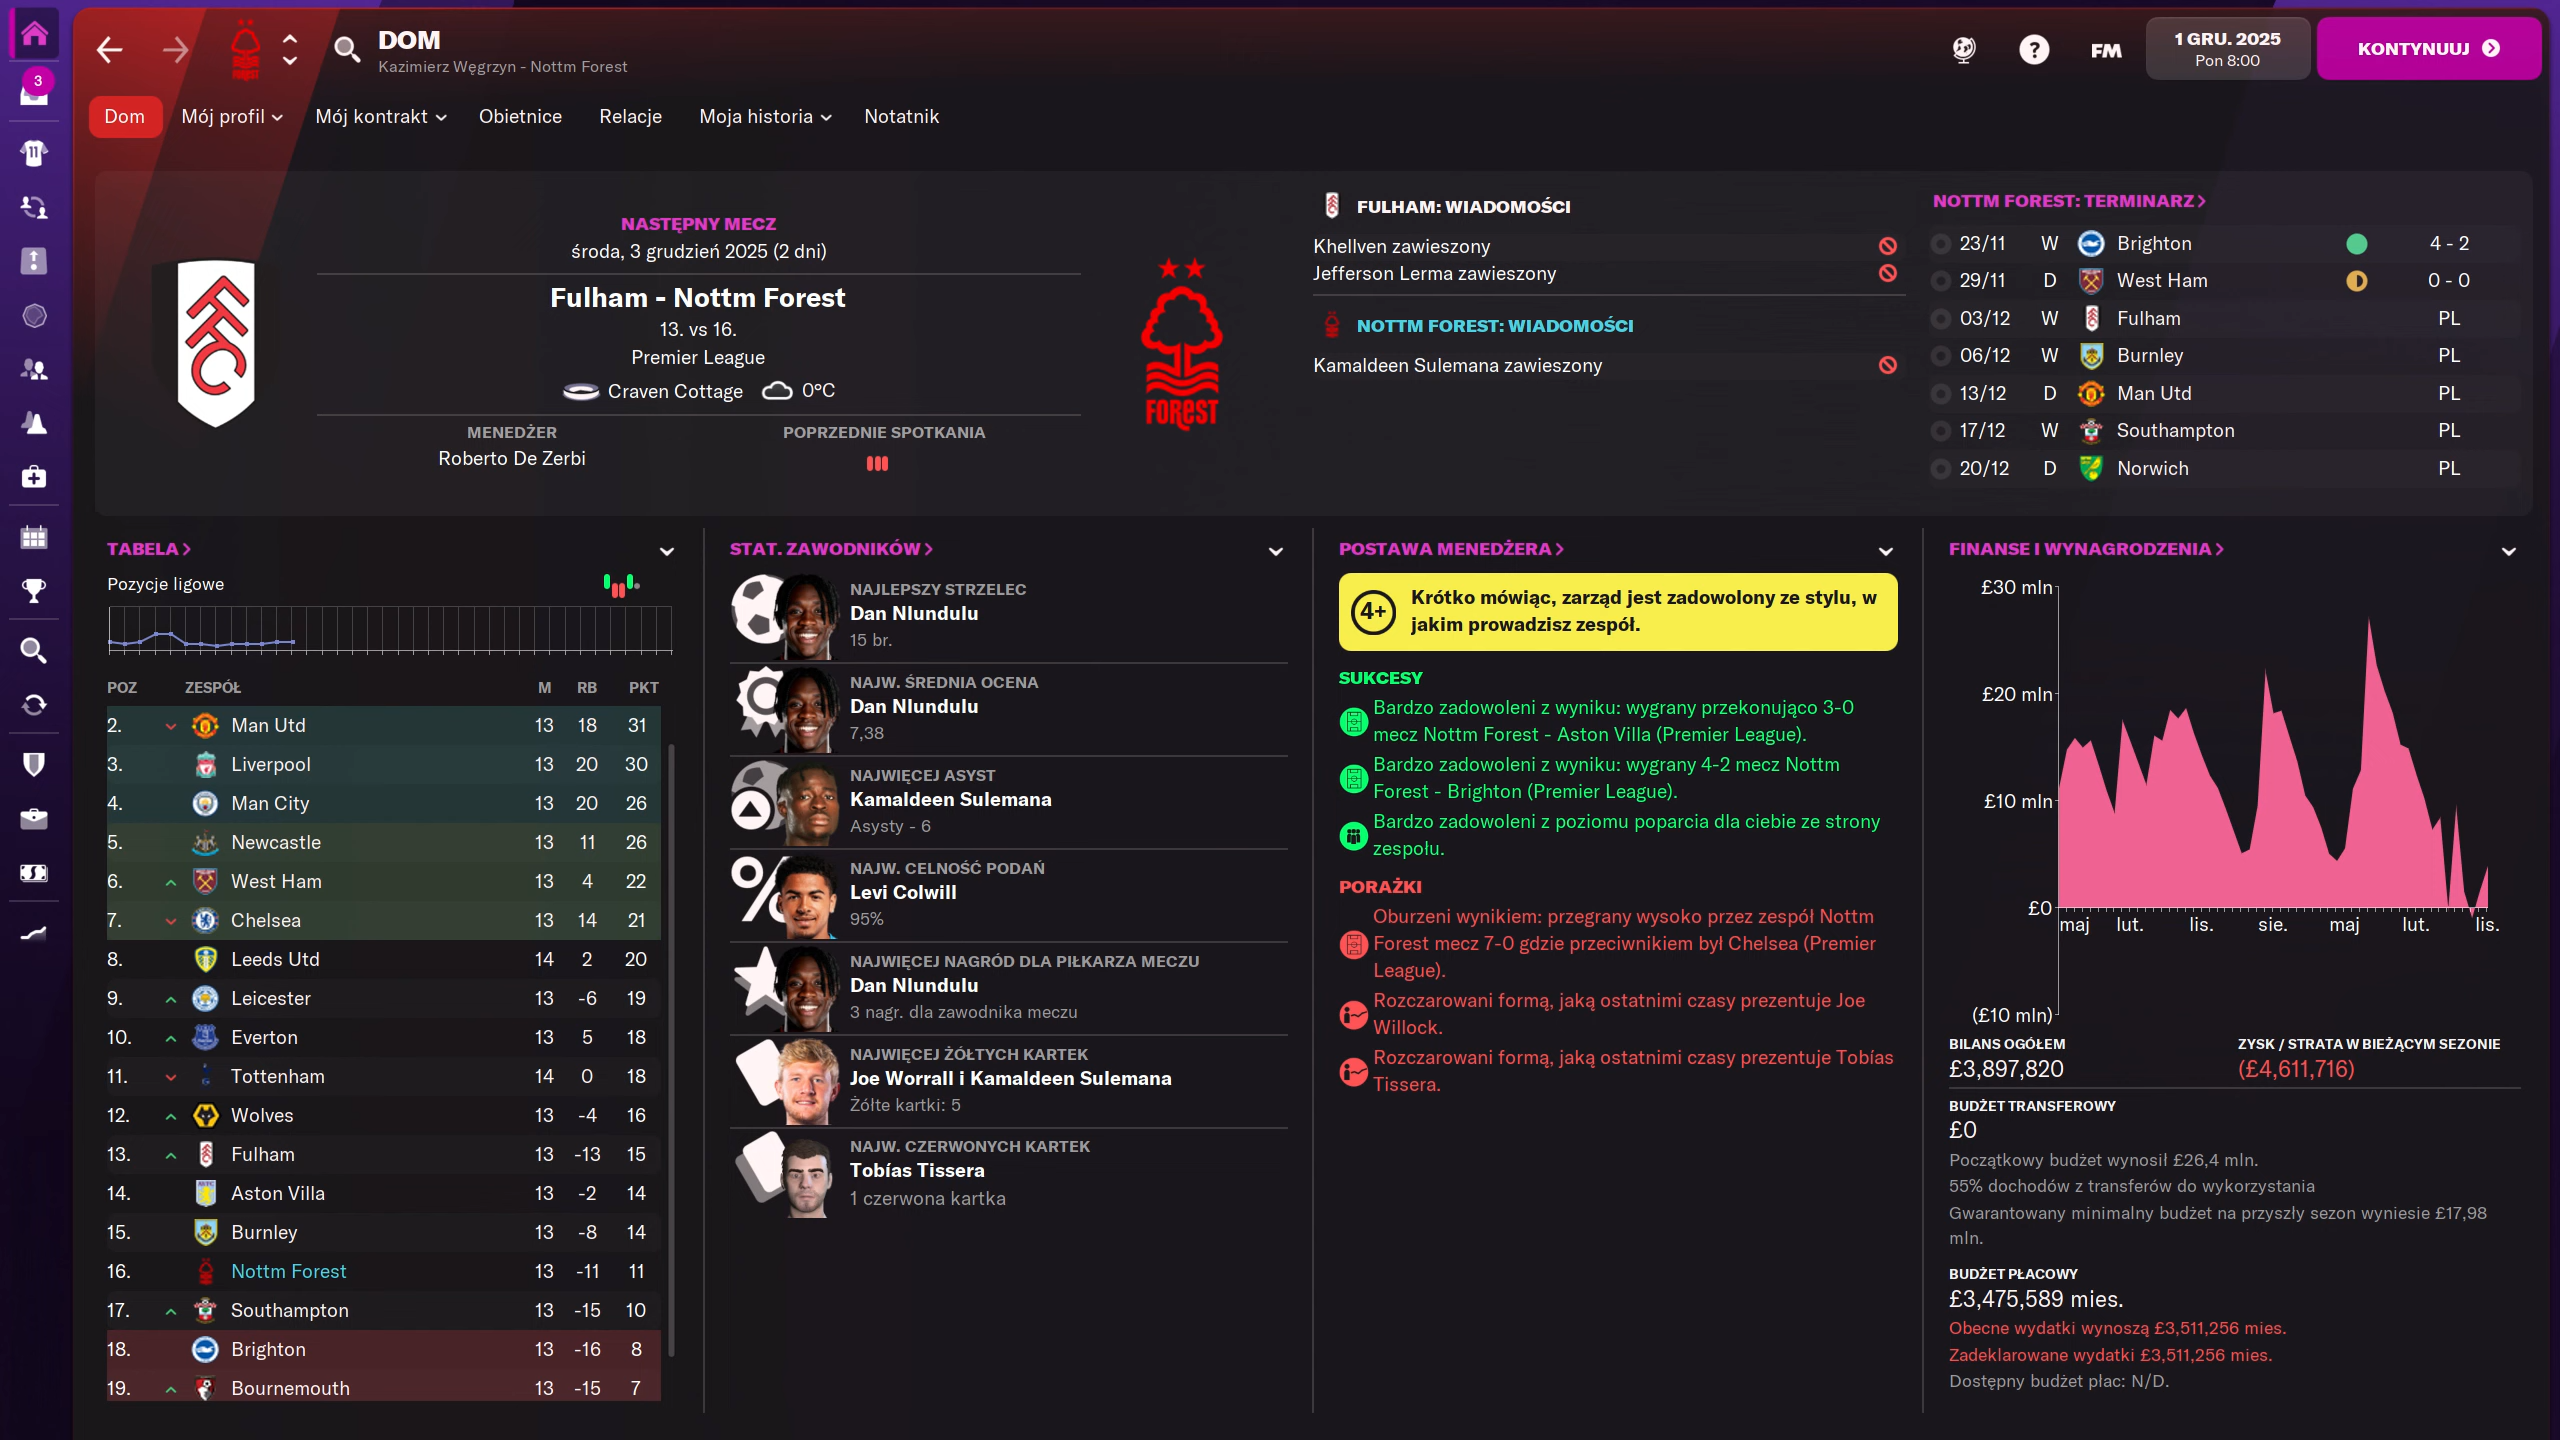 3
DOM
Kazimierz Węgrzyn - Nottm Forest
FM
1 GRU. 2025
Pon 8:00
KONTYNUUJ
Dom
Mój profil
Mój kontrakt
Obietnice
Relacje
Moja historia
Notatnik
NASTĘPNY MECZ
środa, 3 grudzień 2025 (2 dni)
Fulham - Nottm Forest
13. vs 16.
Premier League
Craven Cottage 0°C
MENEDŻER
Roberto De Zerbi
POPRZEDNIE SPOTKANIA
FOREST
FULHAM: WIADOMOŚCI
Khellven zawieszony
Jefferson Lerma zawieszony
NOTTM FOREST: WIADOMOŚCI
Kamaldeen Sulemana zawieszony
NOTTM FOREST: TERMINARZ
23/11 W Brighton 4 - 2
29/11 D West Ham 0 - 0
03/12 W Fulham PL
06/12 W Burnley PL
13/12 D Man Utd PL
17/12 W Southampton PL
20/12 D Norwich PL
TABELA
Pozycje ligowe
POZ ZESPÓŁ M RB PKT
2. Man Utd 13 18 31
3. Liverpool 13 20 30
4. Man City 13 20 26
5. Newcastle 13 11 26
6. West Ham 13 4 22
7. Chelsea 13 14 21
8. Leeds Utd 14 2 20
9. Leicester 13 -6 19
10. Everton 13 5 18
11. Tottenham 14 0 18
12. Wolves 13 -4 16
13. Fulham 13 -13 15
14. Aston Villa 13 -2 14
15. Burnley 13 -8 14
16. Nottm Forest 13 -11 11
17. Southampton 13 -15 10
18. Brighton 13 -16 8
19. Bournemouth 13 -15 7
STAT. ZAWODNIKÓW
NAJLEPSZY STRZELEC
Dan Nlundulu
15 br.
NAJW. ŚREDNIA OCENA
Dan Nlundulu
7,38
NAJWIĘCEJ ASYST
Kamaldeen Sulemana
Asysty - 6
NAJW. CELNOŚĆ PODAŃ
Levi Colwill
95%
NAJWIĘCEJ NAGRÓD DLA PIŁKARZA MECZU
Dan Nlundulu
3 nagr. dla zawodnika meczu
NAJWIĘCEJ ŻÓŁTYCH KARTEK
Joe Worrall i Kamaldeen Sulemana
Żółte kartki: 5
NAJW. CZERWONYCH KARTEK
Tobías Tissera
1 czerwona kartka
POSTAWA MENEDŻERA
4+
Krótko mówiąc, zarząd jest zadowolony ze stylu, w
jakim prowadzisz zespół.
SUKCESY
Bardzo zadowoleni z wyniku: wygrany przekonująco 3-0
mecz Nottm Forest - Aston Villa (Premier League).
Bardzo zadowoleni z wyniku: wygrany 4-2 mecz Nottm
Forest - Brighton (Premier League).
Bardzo zadowoleni z poziomu poparcia dla ciebie ze strony
zespołu.
PORAŻKI
Oburzeni wynikiem: przegrany wysoko przez zespół Nottm
Forest mecz 7-0 gdzie przeciwnikiem był Chelsea (Premier
League).
Rozczarowani formą, jaką ostatnimi czasy prezentuje Joe
Willock.
Rozczarowani formą, jaką ostatnimi czasy prezentuje Tobías
Tissera.
FINANSE I WYNAGRODZENIA
£30 mln
£20 mln
£10 mln
£0
(£10 mln)
maj lut. lis. sie. maj lut. lis.
BILANS OGÓŁEM
£3,897,820
ZYSK / STRATA W BIEŻĄCYM SEZONIE
(£4,611,716)
BUDŻET TRANSFEROWY
£0
Początkowy budżet wynosił £26,4 mln.
55% dochodów z transferów do wykorzystania
Gwarantowany minimalny budżet na przyszły sezon wyniesie £17,98
mln.
BUDŻET PŁACOWY
£3,475,589 mies.
Obecne wydatki wynoszą £3,511,256 mies.
Zadeklarowane wydatki £3,511,256 mies.
Dostępny budżet płac: N/D.